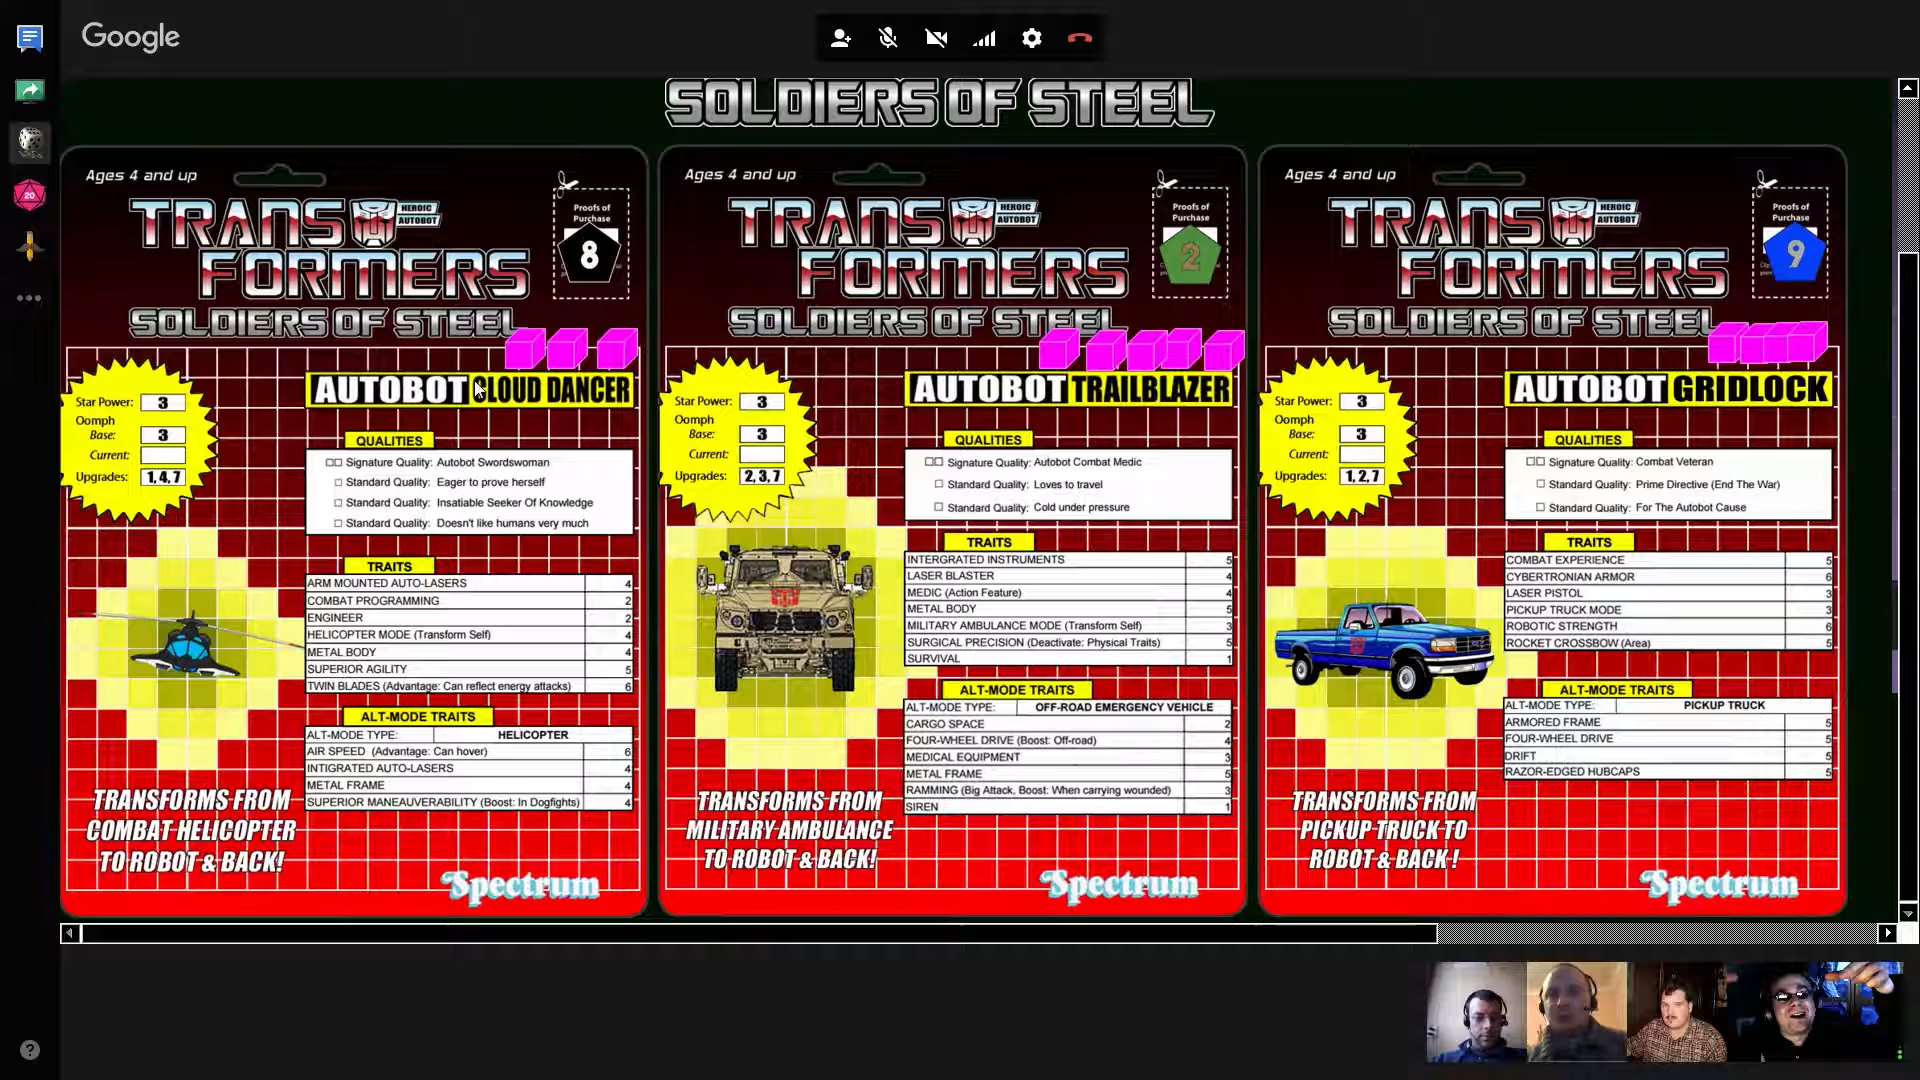 Google
SOLDIERS OF STEEL
Ages 4 and up
TRANS
HEROIC
AUTOBOT
FORMERS
SOLDIERS OF STEEL
Proofs of
Purchase
8
Star Power: 3
Oomph
Base: 3
Current:
Upgrades: 1, 4, 7
AUTOBOT CLOUD DANCER
QUALITIES
Signature Quality: Autobot Swordswoman
Standard Quality: Eager to prove herself
Standard Quality: Insatiable Seeker Of Knowledge
Standard Quality: Doesn't like humans very much
TRAITS
ARM MOUNTED AUTO-LASERS 4
COMBAT PROGRAMMING 2
ENGINEER 2
HELICOPTER MODE (Transform Self) 4
METAL BODY 4
SUPERIOR AGILITY 5
TWIN BLADES (Advantage: Can reflect energy attacks) 6
ALT-MODE TRAITS
ALT-MODE TYPE: HELICOPTER
AIR SPEED (Advantage: Can hover) 6
INTIGRATED AUTO-LASERS 4
METAL FRAME 4
SUPERIOR MANEAUVERABILITY (Boost: In Dogfights) 4
TRANSFORMS FROM
COMBAT HELICOPTER
TO ROBOT & BACK!
Spectrum
Ages 4 and up
TRANS
HEROIC
AUTOBOT
FORMERS
SOLDIERS OF STEEL
Proofs of
Purchase
2
Star Power: 3
Oomph
Base: 3
Current:
Upgrades: 2, 3, 7
AUTOBOT TRAILBLAZER
QUALITIES
Signature Quality: Autobot Combat Medic
Standard Quality: Loves to travel
Standard Quality: Cold under pressure
TRAITS
INTERGRATED INSTRUMENTS 5
LASER BLASTER 4
MEDIC (Action Feature) 4
METAL BODY 5
MILITARY AMBULANCE MODE (Transform Self) 3
SURGICAL PRECISION (Deactivate: Physical Traits) 5
SURVIVAL 1
ALT-MODE TRAITS
ALT-MODE TYPE: OFF-ROAD EMERGENCY VEHICLE
CARGO SPACE 2
FOUR-WHEEL DRIVE (Boost: Off-road) 4
MEDICAL EQUIPMENT 3
METAL FRAME 5
RAMMING (Big Attack, Boost: When carrying wounded) 3
SIREN 1
TRANSFORMS FROM
MILITARY AMBULANCE
TO ROBOT & BACK!
Spectrum
Ages 4 and up
TRANS
HEROIC
AUTOBOT
FORMERS
SOLDIERS OF STEEL
Proofs of
Purchase
9
Star Power: 3
Oomph
Base: 3
Current:
Upgrades: 1, 2, 7
AUTOBOT GRIDLOCK
QUALITIES
Signature Quality: Combat Veteran
Standard Quality: Prime Directive (End The War)
Standard Quality: For The Autobot Cause
TRAITS
COMBAT EXPERIENCE 5
CYBERTRONIAN ARMOR 6
LASER PISTOL 3
PICKUP TRUCK MODE 3
ROBOTIC STRENGTH 6
ROCKET CROSSBOW (Area) 5
ALT-MODE TRAITS
ALT-MODE TYPE: PICKUP TRUCK
ARMORED FRAME 5
FOUR-WHEEL DRIVE 5
DRIFT 5
RAZOR-EDGED HUBCAPS 5
TRANSFORMS FROM
PICKUP TRUCK TO
ROBOT & BACK !
Spectrum
20
?